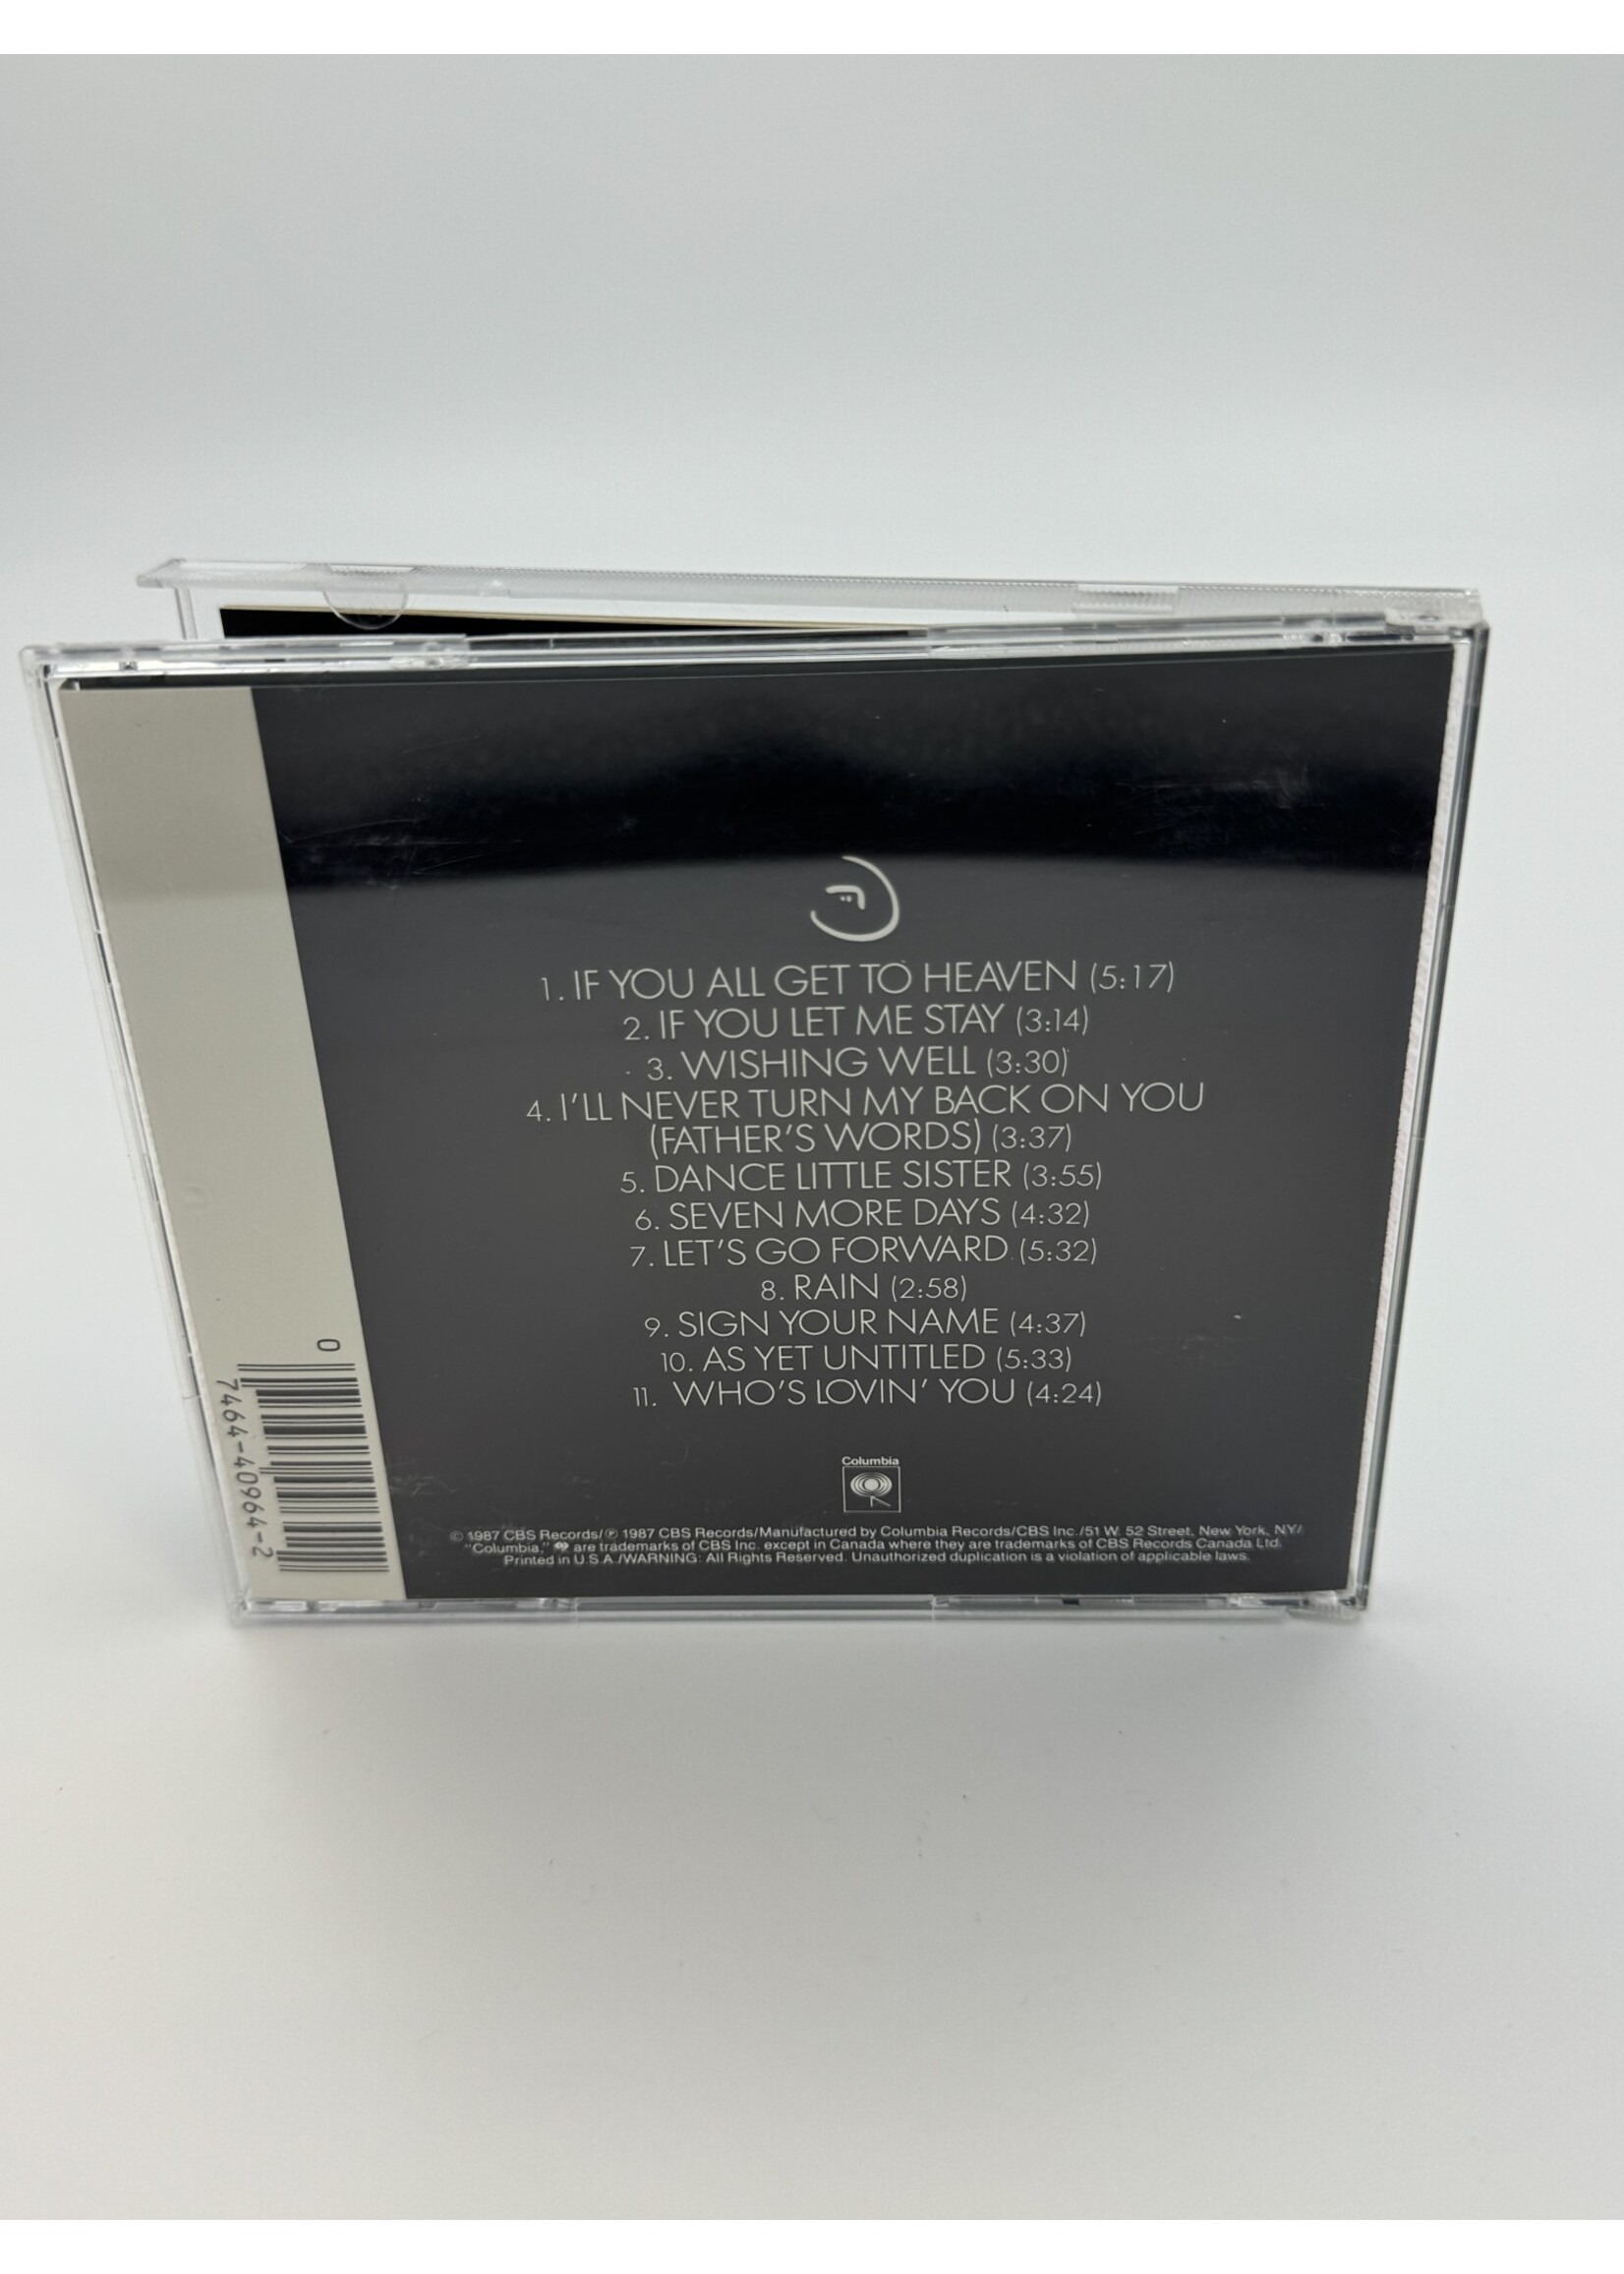 1. IF YOU ALL GET TO HEAVEN (5:17)
2. IF YOU LET ME STAY (3:14)
3. WISHING WELL (3:30)
4. I'LL NEVER TURN MY BACK ON YOU
(FATHER'S WORDS) (3:37)
5. DANCE LITTLE SISTER (3:55)
6. SEVEN MORE DAYS (4:32)
7. LET'S GO FORWARD (5:32)
8. RAIN (2:58)
9. SIGN YOUR NAME (4:37)
10. AS YET UNTITLED (5:33)
11. WHO'S LOVIN' YOU (4:24)
Columbia
© 1987 CBS Records/℗ 1987 CBS Records/Manufactured by Columbia Records/CBS Inc./51 W. 52 Street, New York, NY/
"Columbia," are trademarks of CBS Inc. except in Canada where they are trademarks of CBS Records Canada Ltd.
Printed in U.S.A./WARNING: All Rights Reserved. Unauthorized duplication is a violation of applicable laws.
0
7464-40964-2